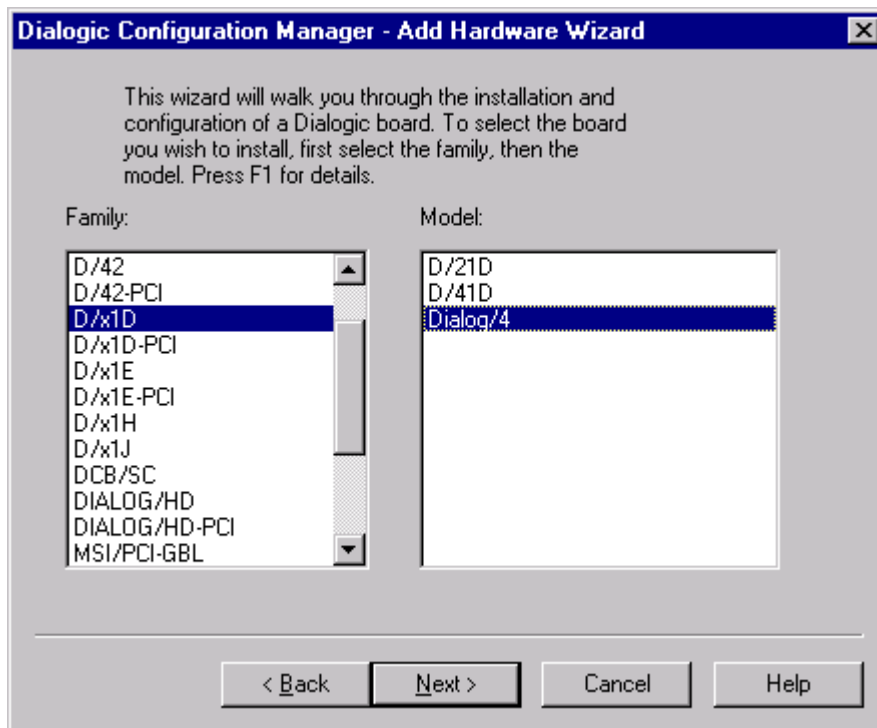 Dialogic Configuration Manager - Add Hardware Wizard
This wizard will walk you through the installation and
configuration of a Dialogic board. To select the board
you wish to install, first select the family, then the
model. Press F1 for details.
Family:
D/42
D/42-PCI
D/x1D
D/x1D-PCI
D/x1E
D/x1E-PCI
D/x1H
D/x1J
DCB/SC
DIALOG/HD
DIALOG/HD-PCI
MSI/PCI-GBL
Model:
D/21D
D/41D
Dialog/4
< Back
Next >
Cancel
Help